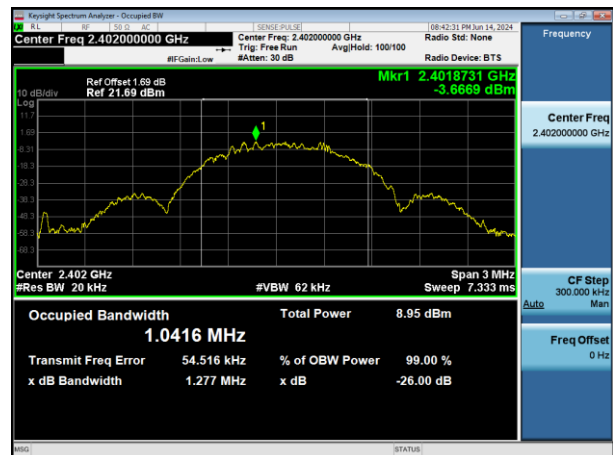 Keysight Spectrum Analyzer - Occupied BW
RL RF 50 Ω AC SENSE:PULSE 08:42:31 PM Jun 14, 2024
Center Freq 2.402000000 GHz Center Freq: 2.402000000 GHz Radio Std: None
Trig: Free Run Avg|Hold: 100/100
#IFGain:Low #Atten: 30 dB Radio Device: BTS
Frequency
Ref Offset 1.69 dB Mkr1 2.4018731 GHz
10 dB/div Ref 21.69 dBm -3.6669 dBm
Log
11.7
1.69
-8.31
-18.3
-28.3
-38.3
-48.3
-58.3
-68.3
1
Center 2.402 GHz Span 3 MHz
#Res BW 20 kHz #VBW 62 kHz Sweep 7.333 ms
Occupied Bandwidth Total Power 8.95 dBm
1.0416 MHz
Transmit Freq Error 54.516 kHz % of OBW Power 99.00 %
x dB Bandwidth 1.277 MHz x dB -26.00 dB
Center Freq
2.402000000 GHz
CF Step
300.000 kHz
Auto Man
Freq Offset
0 Hz
MSG STATUS